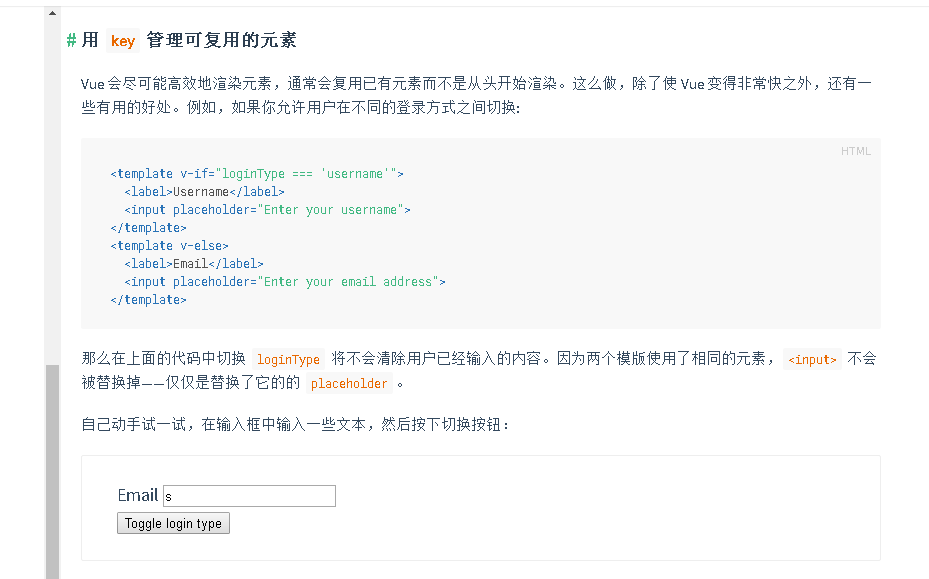 # 用 key 管理可复用的元素
Vue 会尽可能高效地渲染元素，通常会复用已有元素而不是从头开始渲染。这么做，除了使 Vue 变得非常快之外，还有一
些有用的好处。例如，如果你允许用户在不同的登录方式之间切换:
HTML
<template v-if="loginType === 'username'">
  <label>Username</label>
  <input placeholder="Enter your username">
</template>
<template v-else>
  <label>Email</label>
  <input placeholder="Enter your email address">
</template>
那么在上面的代码中切换 loginType 将不会清除用户已经输入的内容。因为两个模版使用了相同的元素，<input> 不会
被替换掉——仅仅是替换了它的的 placeholder 。
自己动手试一试，在输入框中输入一些文本，然后按下切换按钮：
Email s
Toggle login type